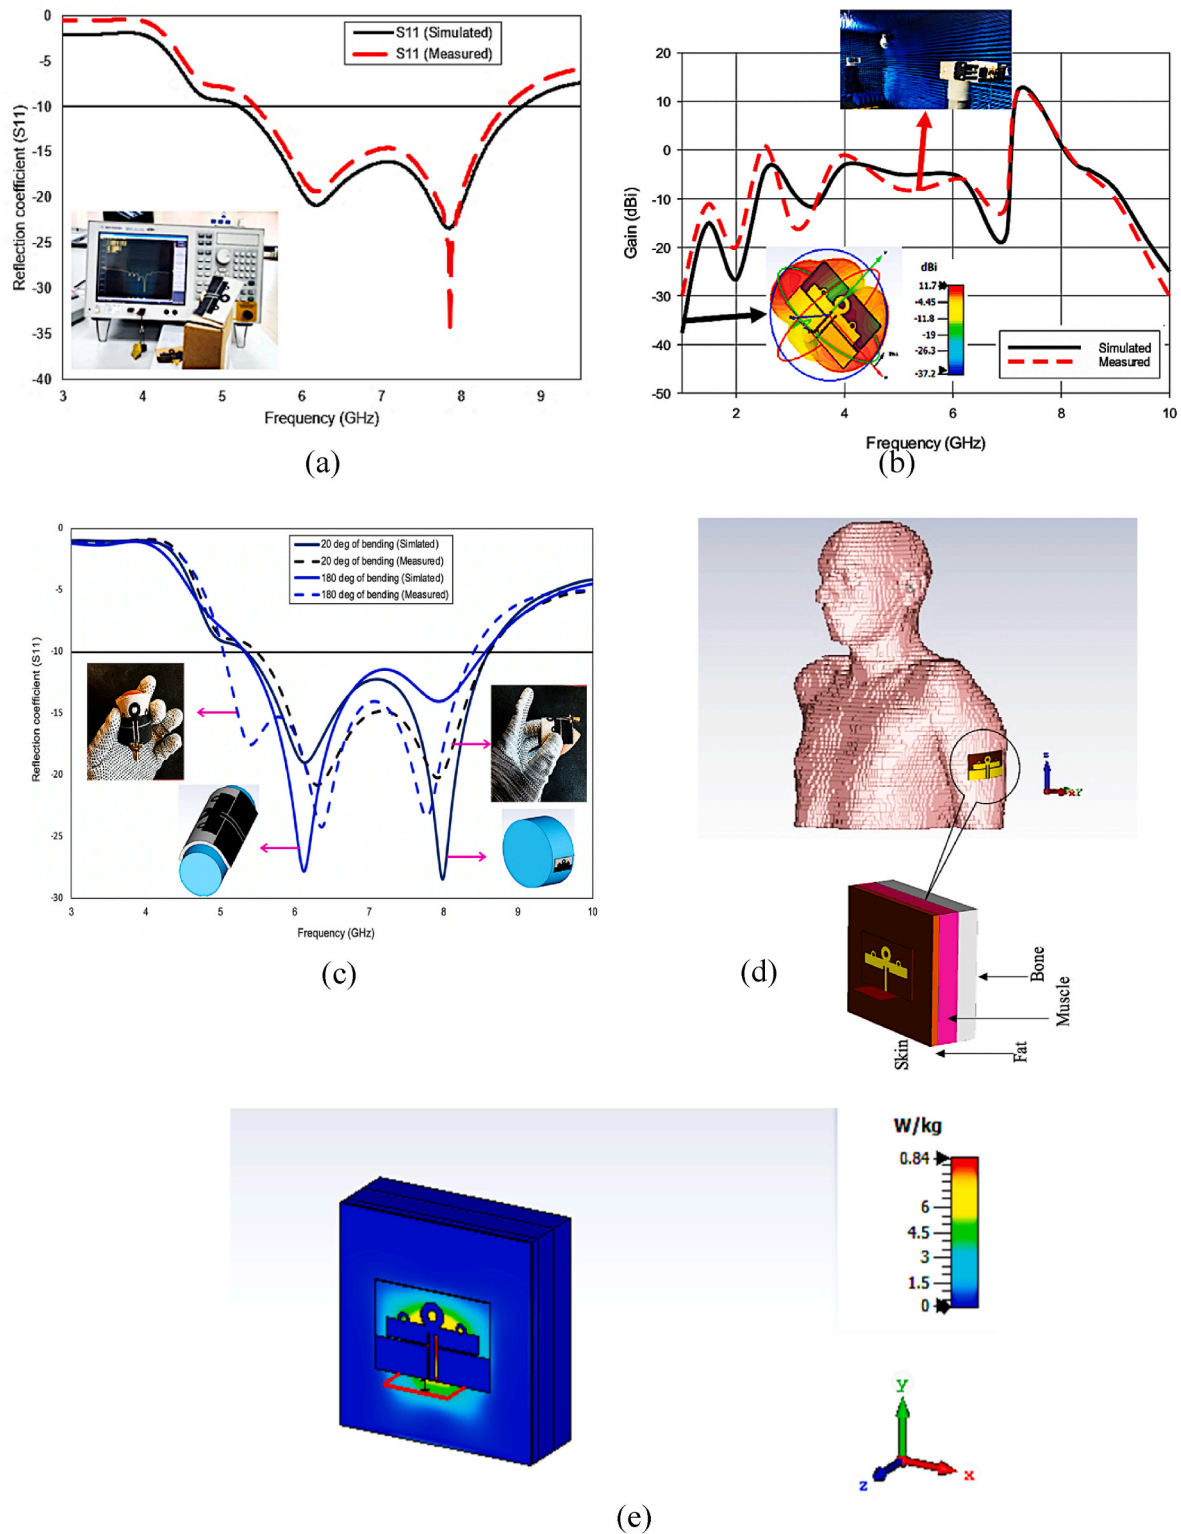 S11 (Simulated)
S11 (Measured)
0
-5
-10
-15
-20
-25
-30
-35
-40
Reflection coefficient (S11)
3
4
5
6
7
8
9
Frequency (GHz)
(a)
20
10
0
-10
-20
-30
-40
-50
Gain (dBi)
dBi
11.7
-4.45
-11.8
-19
-26.3
-37.2
Simulated
Measured
2
4
6
8
10
Frequency (GHz)
(b)
20 deg of bending (Simlated)
20 deg of bending (Measured)
180 deg of bending (Simlated)
180 deg of bending (Measured)
0
-5
-10
-15
-20
-25
-30
Reflection coefficient (S11)
3
4
5
6
7
8
9
10
Frequency (GHz)
(c)
Skin
Fat
Muscle
Bone
(d)
W/kg
0.84
6
4.5
3
1.5
0
y
x
z
(e)